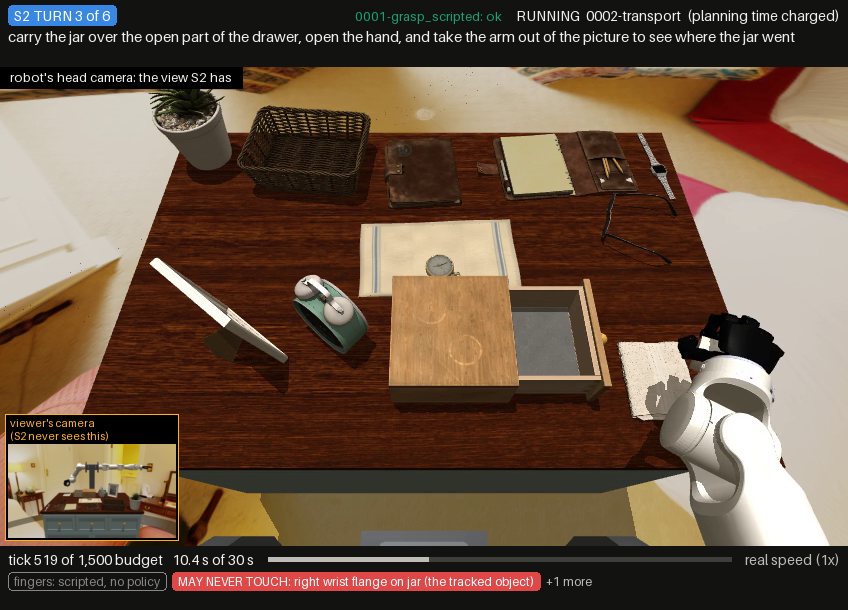 S2 TURN 3 of 6
0001-grasp_scripted: ok RUNNING 0002-transport (planning time charged)
carry the jar over the open part of the drawer, open the hand, and take the arm out of the picture to see where the jar went
robot's head camera: the view S2 has
viewer's camera
(S2 never sees this)
tick 519 of 1,500 budget 10.4 s of 30 s real speed (1x)
fingers: scripted, no policy MAY NEVER TOUCH: right wrist flange on jar (the tracked object) +1 more